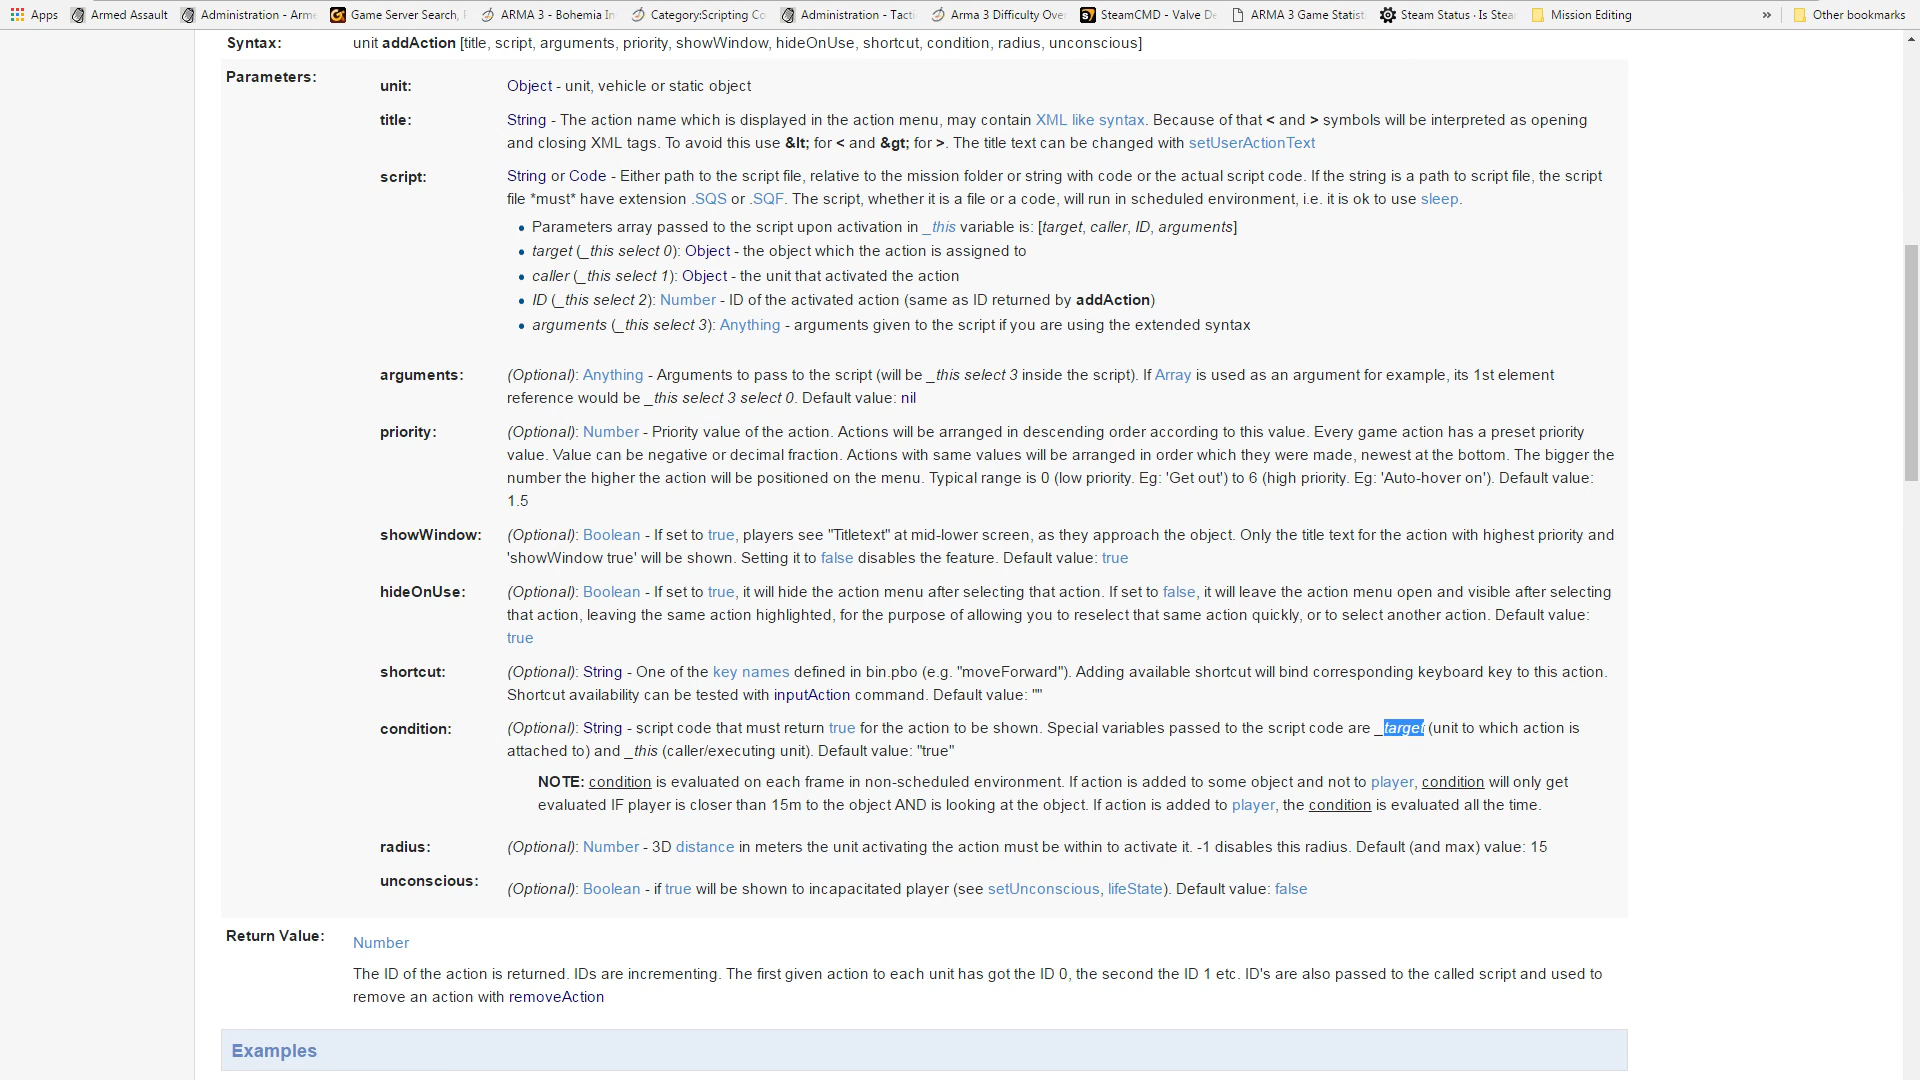 Apps Armed Assault Administration - Arm Game Server Search, ARMA 3 - Bohemia In Category:Scripting Co Administration - Tact Arma 3 Difficulty Over SteamCMD - Valve De ARMA 3 Game Statist Steam Status · Is Stea Mission Editing » Other bookmarks
Syntax: unit addAction [title, script, arguments, priority, showWindow, hideOnUse, shortcut, condition, radius, unconscious]
Parameters:
unit: Object - unit, vehicle or static object
title: String - The action name which is displayed in the action menu, may contain XML like syntax. Because of that < and > symbols will be interpreted as opening
and closing XML tags. To avoid this use &lt; for < and &gt; for >. The title text can be changed with setUserActionText
script: String or Code - Either path to the script file, relative to the mission folder or string with code or the actual script code. If the string is a path to script file, the script
file *must* have extension .SQS or .SQF. The script, whether it is a file or a code, will run in scheduled environment, i.e. it is ok to use sleep.
• Parameters array passed to the script upon activation in _this variable is: [target, caller, ID, arguments]
• target (_this select 0): Object - the object which the action is assigned to
• caller (_this select 1): Object - the unit that activated the action
• ID (_this select 2): Number - ID of the activated action (same as ID returned by addAction)
• arguments (_this select 3): Anything - arguments given to the script if you are using the extended syntax
arguments: (Optional): Anything - Arguments to pass to the script (will be _this select 3 inside the script). If Array is used as an argument for example, its 1st element
reference would be _this select 3 select 0. Default value: nil
priority: (Optional): Number - Priority value of the action. Actions will be arranged in descending order according to this value. Every game action has a preset priority
value. Value can be negative or decimal fraction. Actions with same values will be arranged in order which they were made, newest at the bottom. The bigger the
number the higher the action will be positioned on the menu. Typical range is 0 (low priority. Eg: 'Get out') to 6 (high priority. Eg: 'Auto-hover on'). Default value:
1.5
showWindow: (Optional): Boolean - If set to true, players see "Titletext" at mid-lower screen, as they approach the object. Only the title text for the action with highest priority and
'showWindow true' will be shown. Setting it to false disables the feature. Default value: true
hideOnUse: (Optional): Boolean - If set to true, it will hide the action menu after selecting that action. If set to false, it will leave the action menu open and visible after selecting
that action, leaving the same action highlighted, for the purpose of allowing you to reselect that same action quickly, or to select another action. Default value:
true
shortcut: (Optional): String - One of the key names defined in bin.pbo (e.g. "moveForward"). Adding available shortcut will bind corresponding keyboard key to this action.
Shortcut availability can be tested with inputAction command. Default value: ""
condition: (Optional): String - script code that must return true for the action to be shown. Special variables passed to the script code are _target (unit to which action is
attached to) and _this (caller/executing unit). Default value: "true"
NOTE: condition is evaluated on each frame in non-scheduled environment. If action is added to some object and not to player, condition will only get
evaluated IF player is closer than 15m to the object AND is looking at the object. If action is added to player, the condition is evaluated all the time.
radius: (Optional): Number - 3D distance in meters the unit activating the action must be within to activate it. -1 disables this radius. Default (and max) value: 15
unconscious: (Optional): Boolean - if true will be shown to incapacitated player (see setUnconscious, lifeState). Default value: false
Return Value: Number
The ID of the action is returned. IDs are incrementing. The first given action to each unit has got the ID 0, the second the ID 1 etc. ID's are also passed to the called script and used to
remove an action with removeAction
Examples